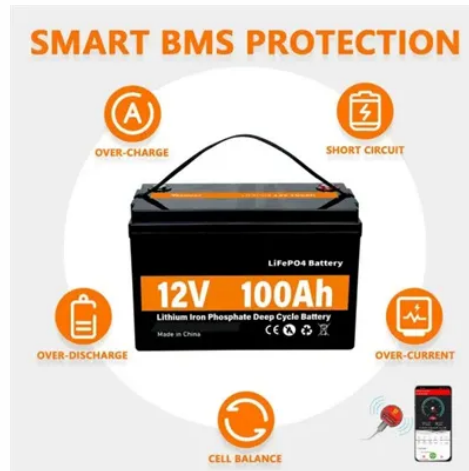 SMART BMS PROTECTION
OVER-CHARGE
SHORT CIRCUIT
LiFePO4 Battery
12V 100Ah
Lithium Iron Phosphate Deep Cycle Battery
Made in China
CE
OVER-DISCHARGE
OVER-CURRENT
CELL BALANCE